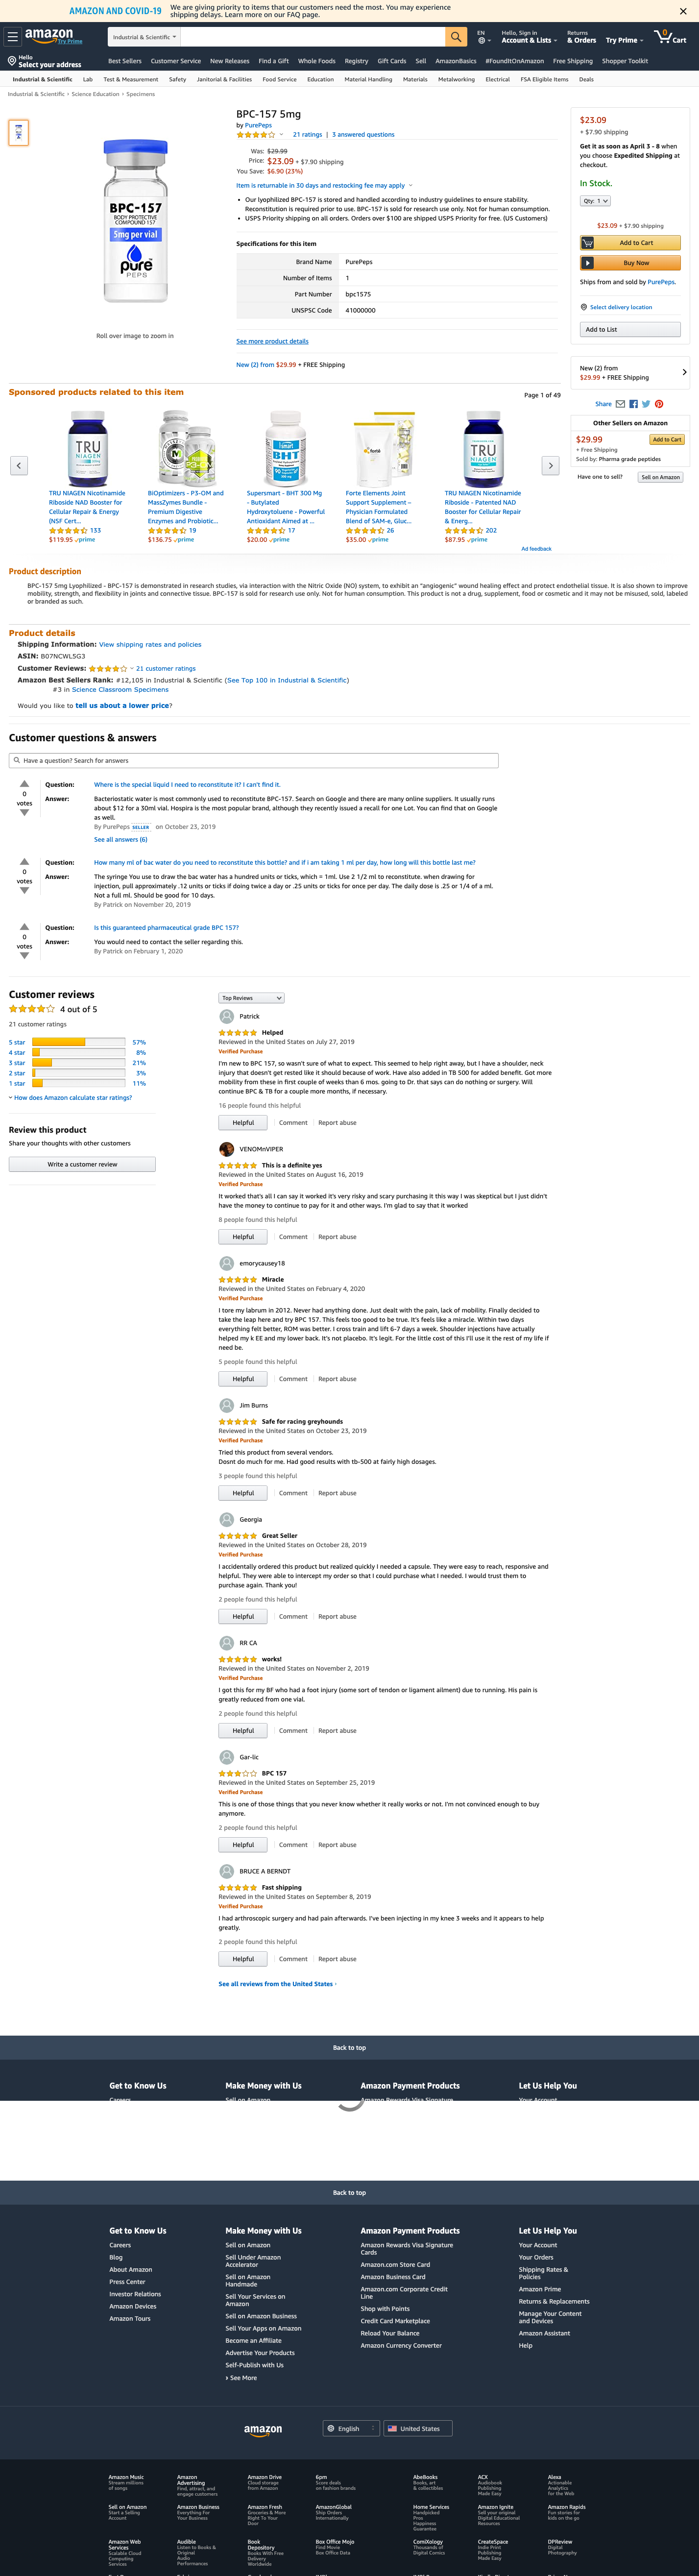 AMAZON AND COVID-19
We are giving priority to items that our customers need the most. You may experience
shipping delays. Learn more on our FAQ page.
amazon
Try Prime
Industrial & Scientific
EN
Hello, Sign in
Account & Lists
Returns
& Orders
Try Prime
0
Cart
Hello
Select your address
Best Sellers Customer Service New Releases Find a Gift Whole Foods Registry Gift Cards Sell AmazonBasics #FoundItOnAmazon Free Shipping Shopper Toolkit
Industrial & Scientific Lab Test & Measurement Safety Janitorial & Facilities Food Service Education Material Handling Materials Metalworking Electrical FSA Eligible Items Deals
Industrial & Scientific › Science Education › Specimens
BPC-157
BODY PROTECTIVE
COMPOUND 157
5mg per vial
pure
PEPS
Roll over image to zoom in
BPC-157 5mg
by PurePeps
21 ratings | 3 answered questions
Was: $29.99
Price: $23.09 + $7.90 shipping
You Save: $6.90 (23%)
Item is returnable in 30 days and restocking fee may apply
• Our lyophilized BPC-157 is stored and handled according to industry guidelines to ensure stability.
Reconstitution is required for use. BPC-157 is sold for research use only. Not for human consumption.
• USPS Priority shipping on all orders. Orders over $100 are shipped USPS Priority for free. (US Customers)
Specifications for this item
Brand Name PurePeps
Number of Items 1
Part Number bpc1575
UNSPSC Code 41000000
See more product details
New (2) from $29.99 + FREE Shipping
$23.09
+ $7.90 shipping
Get it as soon as April 3 - 8 when
you choose Expedited Shipping at
checkout.
In Stock.
Qty: 1
$23.09 + $7.90 shipping
Add to Cart
Buy Now
Ships from and sold by PurePeps.
Select delivery location
Add to List
New (2) from
$29.99 + FREE Shipping
Share
Other Sellers on Amazon
$29.99
Add to Cart
+ Free Shipping
Sold by: Pharma grade peptides
Have one to sell?
Sell on Amazon
Sponsored products related to this item
Page 1 of 49
TRU NIAGEN Nicotinamide
Riboside NAD Booster for
Cellular Repair & Energy
(NSF Cert...
133
$119.95 prime
BiOptimizers - P3-OM and
MassZymes Bundle -
Premium Digestive
Enzymes and Probiotic...
19
$136.75 prime
Supersmart - BHT 300 Mg
- Butylated
Hydroxytoluene - Powerful
Antioxidant Aimed at ...
17
$20.00 prime
Forte Elements Joint
Support Supplement –
Physician Formulated
Blend of SAM-e, Gluc...
26
$35.00 prime
TRU NIAGEN Nicotinamide
Riboside - Patented NAD
Booster for Cellular Repair
& Energ...
202
$87.95 prime
Ad feedback
Product description
BPC-157 5mg Lyophilized - BPC-157 is demonstrated in research studies, via interaction with the Nitric Oxide (NO) system, to exhibit an "angiogenic" wound healing effect and protect endothelial tissue. It is also shown to improve
mobility, strength, and flexibility in joints and connective tissue. BPC-157 is sold for research use only. Not for human consumption. This product is not a drug, supplement, food or cosmetic and it may not be misused, sold, labeled
or branded as such.
Product details
Shipping Information: View shipping rates and policies
ASIN: B07NCWLSG3
Customer Reviews: 21 customer ratings
Amazon Best Sellers Rank: #12,105 in Industrial & Scientific (See Top 100 in Industrial & Scientific)
#3 in Science Classroom Specimens
Would you like to tell us about a lower price?
Customer questions & answers
Have a question? Search for answers
0
votes
Question: Where is the special liquid I need to reconstitute it? I can't find it.
Answer: Bacteriostatic water is most commonly used to reconstitute BPC-157. Search on Google and there are many online suppliers. It usually runs
about $12 for a 30ml vial. Hospira is the most popular brand, although they recently issued a recall for one Lot. You can find that on Google
as well.
By PurePeps SELLER on October 23, 2019
See all answers (6)
0
votes
Question: How many ml of bac water do you need to reconstitute this bottle? and if i am taking 1 ml per day, how long will this bottle last me?
Answer: The syringe You use to draw the bac water has a hundred units or ticks, which = 1ml. Use 2 1/2 ml to reconstitute. when drawing for
injection, pull approximately .12 units or ticks if doing twice a day or .25 units or ticks for once per day. The daily dose is .25 or 1/4 of a ml.
Not a full ml. Should be good for 10 days.
By Patrick on November 20, 2019
0
votes
Question: Is this guaranteed pharmaceutical grade BPC 157?
Answer: You would need to contact the seller regarding this.
By Patrick on February 1, 2020
Customer reviews
4 out of 5
21 customer ratings
5 star 57%
4 star 8%
3 star 21%
2 star 3%
1 star 11%
How does Amazon calculate star ratings?
Review this product
Share your thoughts with other customers
Write a customer review
Top Reviews
Patrick
Helped
Reviewed in the United States on July 27, 2019
Verified Purchase
I'm new to BPC 157, so wasn't sure of what to expect. This seemed to help right away, but I have a shoulder, neck
injury that doesn't get rested like it should because of work. Have also added in TB 500 for added benefit. Got more
mobility from these in first couple of weeks than 6 mos. going to Dr. that says can do nothing or surgery. Will
continue BPC & TB for a couple more months, if necessary.
16 people found this helpful
Helpful Comment Report abuse
VENOMnVIPER
This is a definite yes
Reviewed in the United States on August 16, 2019
Verified Purchase
It worked that's all I can say it worked it's very risky and scary purchasing it this way I was skeptical but I just didn't
have the money to continue to pay for it and other ways. I'm glad to say that it worked
8 people found this helpful
Helpful Comment Report abuse
emorycausey18
Miracle
Reviewed in the United States on February 4, 2020
Verified Purchase
I tore my labrum in 2012. Never had anything done. Just dealt with the pain, lack of mobility. Finally decided to
take the leap here and try BPC 157. This feels too good to be true. It's feels like a miracle. Within two days
everything felt better, ROM was better. I cross train and lift 6-7 days a week. Shoulder injections have actually
helped my k EE and my lower back. It's not placebo. It's legit. For the little cost of this I'll use it the rest of my life if
need be.
5 people found this helpful
Helpful Comment Report abuse
Jim Burns
Safe for racing greyhounds
Reviewed in the United States on October 23, 2019
Verified Purchase
Tried this product from several vendors.
Dosnt do much for me. Had good results with tb-500 at fairly high dosages.
3 people found this helpful
Helpful Comment Report abuse
Georgia
Great Seller
Reviewed in the United States on October 28, 2019
Verified Purchase
I accidentally ordered this product but realized quickly I needed a capsule. They were easy to reach, responsive and
helpful. They were able to intercept my order so that I could purchase what I needed. I would trust them to
purchase again. Thank you!
2 people found this helpful
Helpful Comment Report abuse
RR CA
works!
Reviewed in the United States on November 2, 2019
Verified Purchase
I got this for my BF who had a foot injury (some sort of tendon or ligament ailment) due to running. His pain is
greatly reduced from one vial.
2 people found this helpful
Helpful Comment Report abuse
Gar-lic
BPC 157
Reviewed in the United States on September 25, 2019
Verified Purchase
This is one of those things that you never know whether it really works or not. I'm not convinced enough to buy
anymore.
2 people found this helpful
Helpful Comment Report abuse
BRUCE A BERNDT
Fast shipping
Reviewed in the United States on September 8, 2019
Verified Purchase
I had arthroscopic surgery and had pain afterwards. I've been injecting in my knee 3 weeks and it appears to help
greatly.
2 people found this helpful
Helpful Comment Report abuse
See all reviews from the United States ›
Back to top
Get to Know Us Make Money with Us Amazon Payment Products Let Us Help You
Careers Sell on Amazon Amazon Rewards Visa Signature Your Account
Back to top
Get to Know Us
Careers
Blog
About Amazon
Press Center
Investor Relations
Amazon Devices
Amazon Tours
Make Money with Us
Sell on Amazon
Sell Under Amazon
Accelerator
Sell on Amazon
Handmade
Sell Your Services on
Amazon
Sell on Amazon Business
Sell Your Apps on Amazon
Become an Affiliate
Advertise Your Products
Self-Publish with Us
› See More
Amazon Payment Products
Amazon Rewards Visa Signature
Cards
Amazon.com Store Card
Amazon Business Card
Amazon.com Corporate Credit
Line
Shop with Points
Credit Card Marketplace
Reload Your Balance
Amazon Currency Converter
Let Us Help You
Your Account
Your Orders
Shipping Rates &
Policies
Amazon Prime
Returns & Replacements
Manage Your Content
and Devices
Amazon Assistant
Help
amazon
English
United States
Amazon Music
Stream millions
of songs
Amazon
Advertising
Find, attract, and
engage customers
Amazon Drive
Cloud storage
from Amazon
6pm
Score deals
on fashion brands
AbeBooks
Books, art
& collectibles
ACX
Audiobook
Publishing
Made Easy
Alexa
Actionable
Analytics
for the Web
Sell on Amazon
Start a Selling
Account
Amazon Business
Everything For
Your Business
Amazon Fresh
Groceries & More
Right To Your
Door
AmazonGlobal
Ship Orders
Internationally
Home Services
Handpicked
Pros
Happiness
Guarantee
Amazon Ignite
Sell your original
Digital Educational
Resources
Amazon Rapids
Fun stories for
kids on the go
Amazon Web
Services
Scalable Cloud
Computing
Services
Audible
Listen to Books &
Original
Audio
Performances
Book
Depository
Books With Free
Delivery
Worldwide
Box Office Mojo
Find Movie
Box Office Data
ComiXology
Thousands of
Digital Comics
CreateSpace
Indie Print
Publishing
Made Easy
DPReview
Digital
Photography